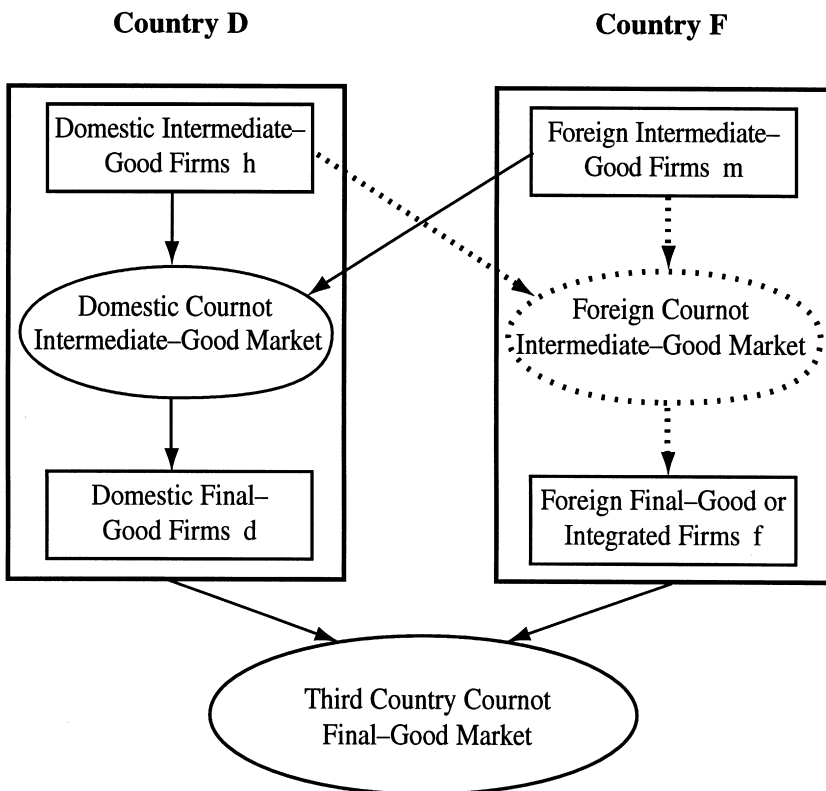 Country D
Country F
Domestic Intermediate–
Good Firms h
Foreign Intermediate–
Good Firms m
Domestic Cournot
Intermediate–Good Market
Foreign Cournot
Intermediate–Good Market
Domestic Final–
Good Firms d
Foreign Final–Good or
Integrated Firms f
Third Country Cournot
Final–Good Market